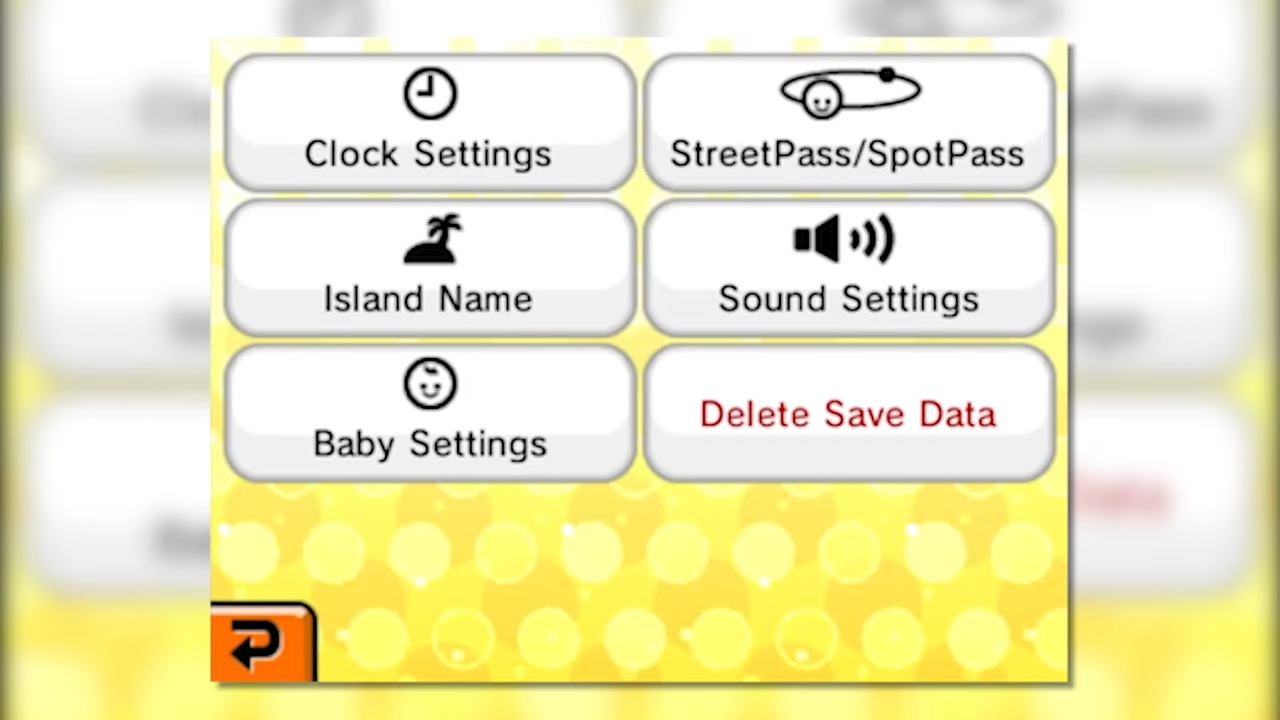 Clock Settings
StreetPass/SpotPass
Island Name
Sound Settings
Baby Settings
Delete Save Data